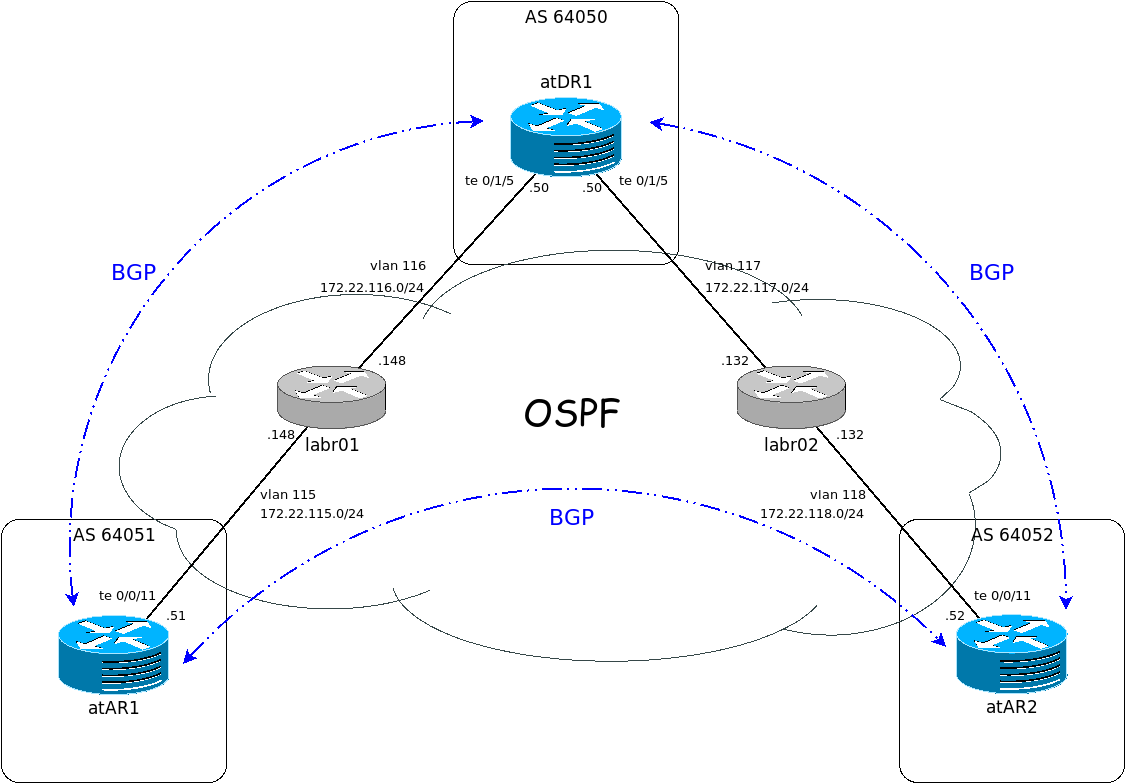 AS 64050
atDR1
te 0/1/5
.50
.50
te 0/1/5
BGP
BGP
vlan 116
172.22.116.0/24
vlan 117
172.22.117.0/24
.148
.132
OSPF
.148
labr01
labr02
.132
vlan 115
172.22.115.0/24
BGP
vlan 118
172.22.118.0/24
AS 64051
AS 64052
te 0/0/11
.51
te 0/0/11
.52
atAR1
atAR2